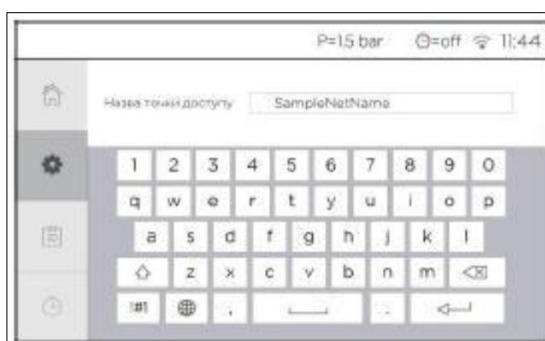 P=1.5 bar =off 11:44
Назва точки доступу SampleNetName
1 2 3 4 5 6 7 8 9 0
q w e r t y u i o p
a s d f g h j k l
z x c v b n m
!#1 , .